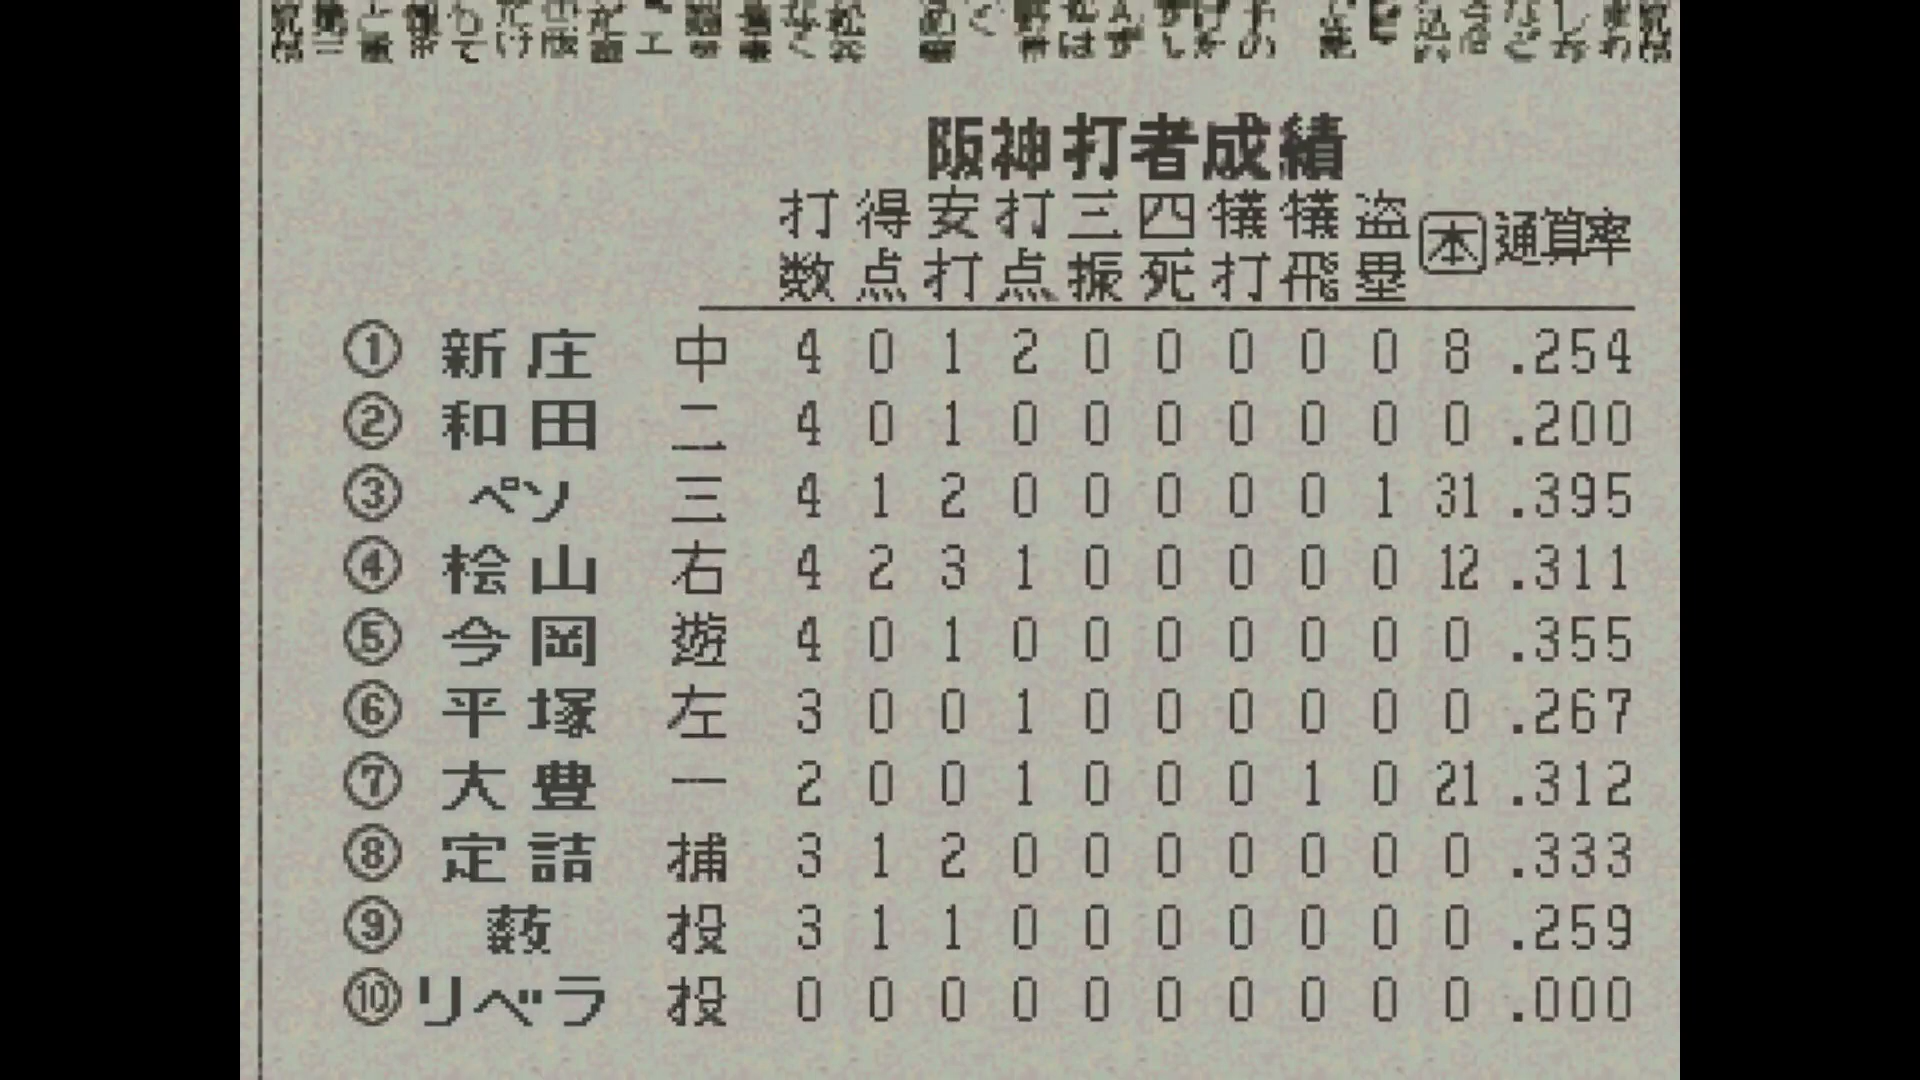 阪神打者成績
打数 得点 安打 打点 三振 四死 犠打 犠飛 盗塁 本 通算率
① 新庄 中 4 0 1 2 0 0 0 0 0 8 .254
② 和田 二 4 0 1 0 0 0 0 0 0 0 .200
③ ペソ 三 4 1 2 0 0 0 0 0 1 31 .395
④ 桧山 右 4 2 3 1 0 0 0 0 0 12 .311
⑤ 今岡 遊 4 0 1 0 0 0 0 0 0 0 .355
⑥ 平塚 左 3 0 0 1 0 0 0 0 0 0 .267
⑦ 大豊 一 2 0 0 1 0 0 0 1 0 21 .312
⑧ 定詰 捕 3 1 2 0 0 0 0 0 0 0 .333
⑨ 薮 投 3 1 1 0 0 0 0 0 0 0 .259
⑩ リベラ 投 0 0 0 0 0 0 0 0 0 0 .000